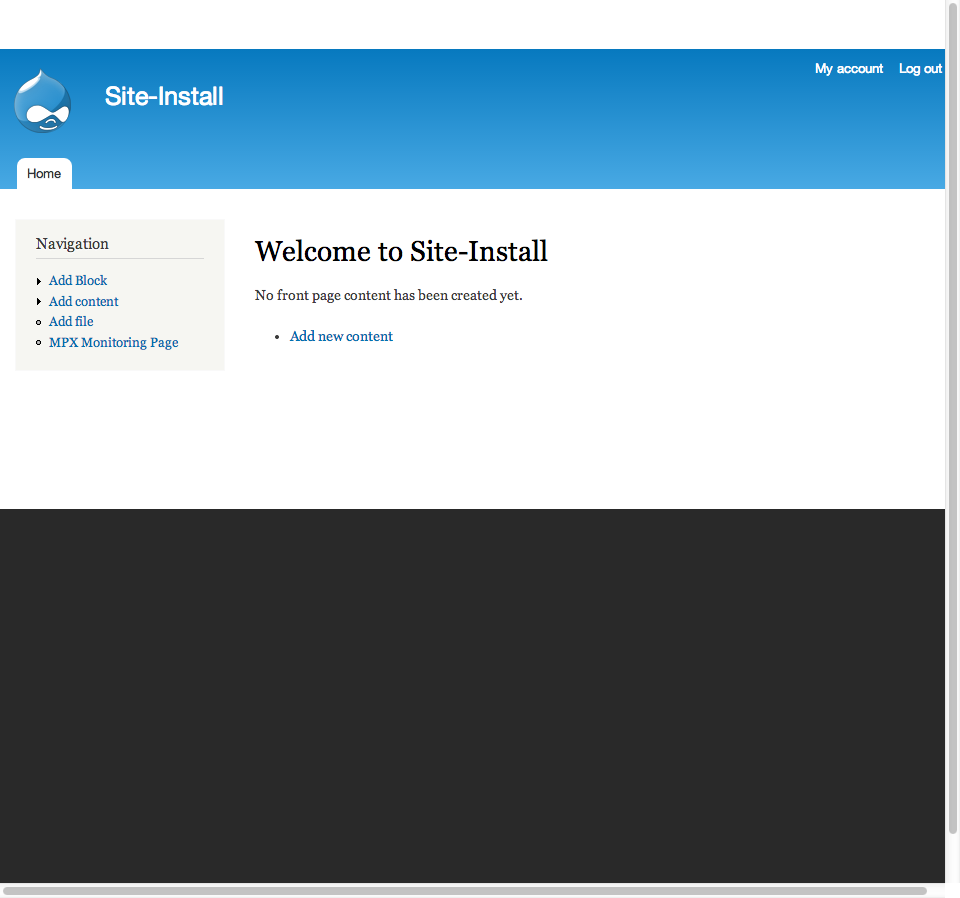 My account Log out
Site-Install
Home
Navigation
Add Block
Add content
Add file
MPX Monitoring Page
Welcome to Site-Install
No front page content has been created yet.
Add new content